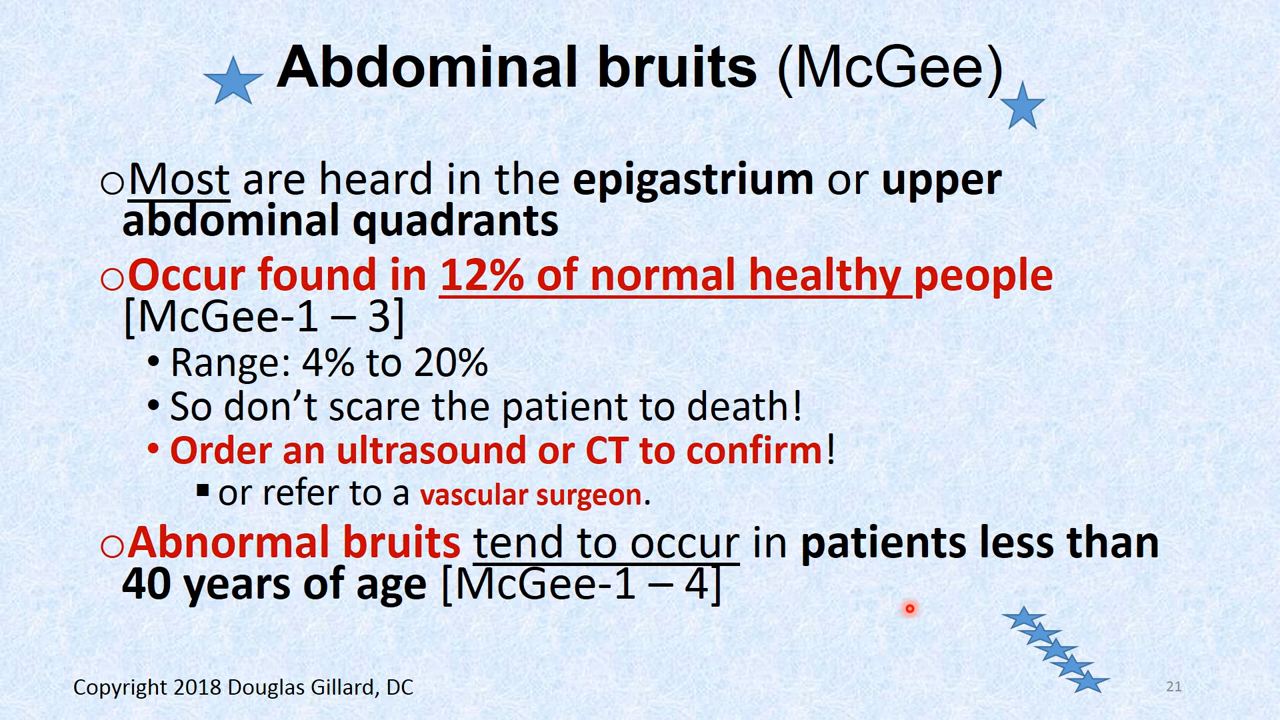 Abdominal bruits (McGee)
oMost are heard in the epigastrium or upper
abdominal quadrants
oOccur found in 12% of normal healthy people
[McGee-1 – 3]
• Range: 4% to 20%
• So don’t scare the patient to death!
• Order an ultrasound or CT to confirm!
▪ or refer to a vascular surgeon.
oAbnormal bruits tend to occur in patients less than
40 years of age [McGee-1 – 4]
Copyright 2018 Douglas Gillard, DC
21